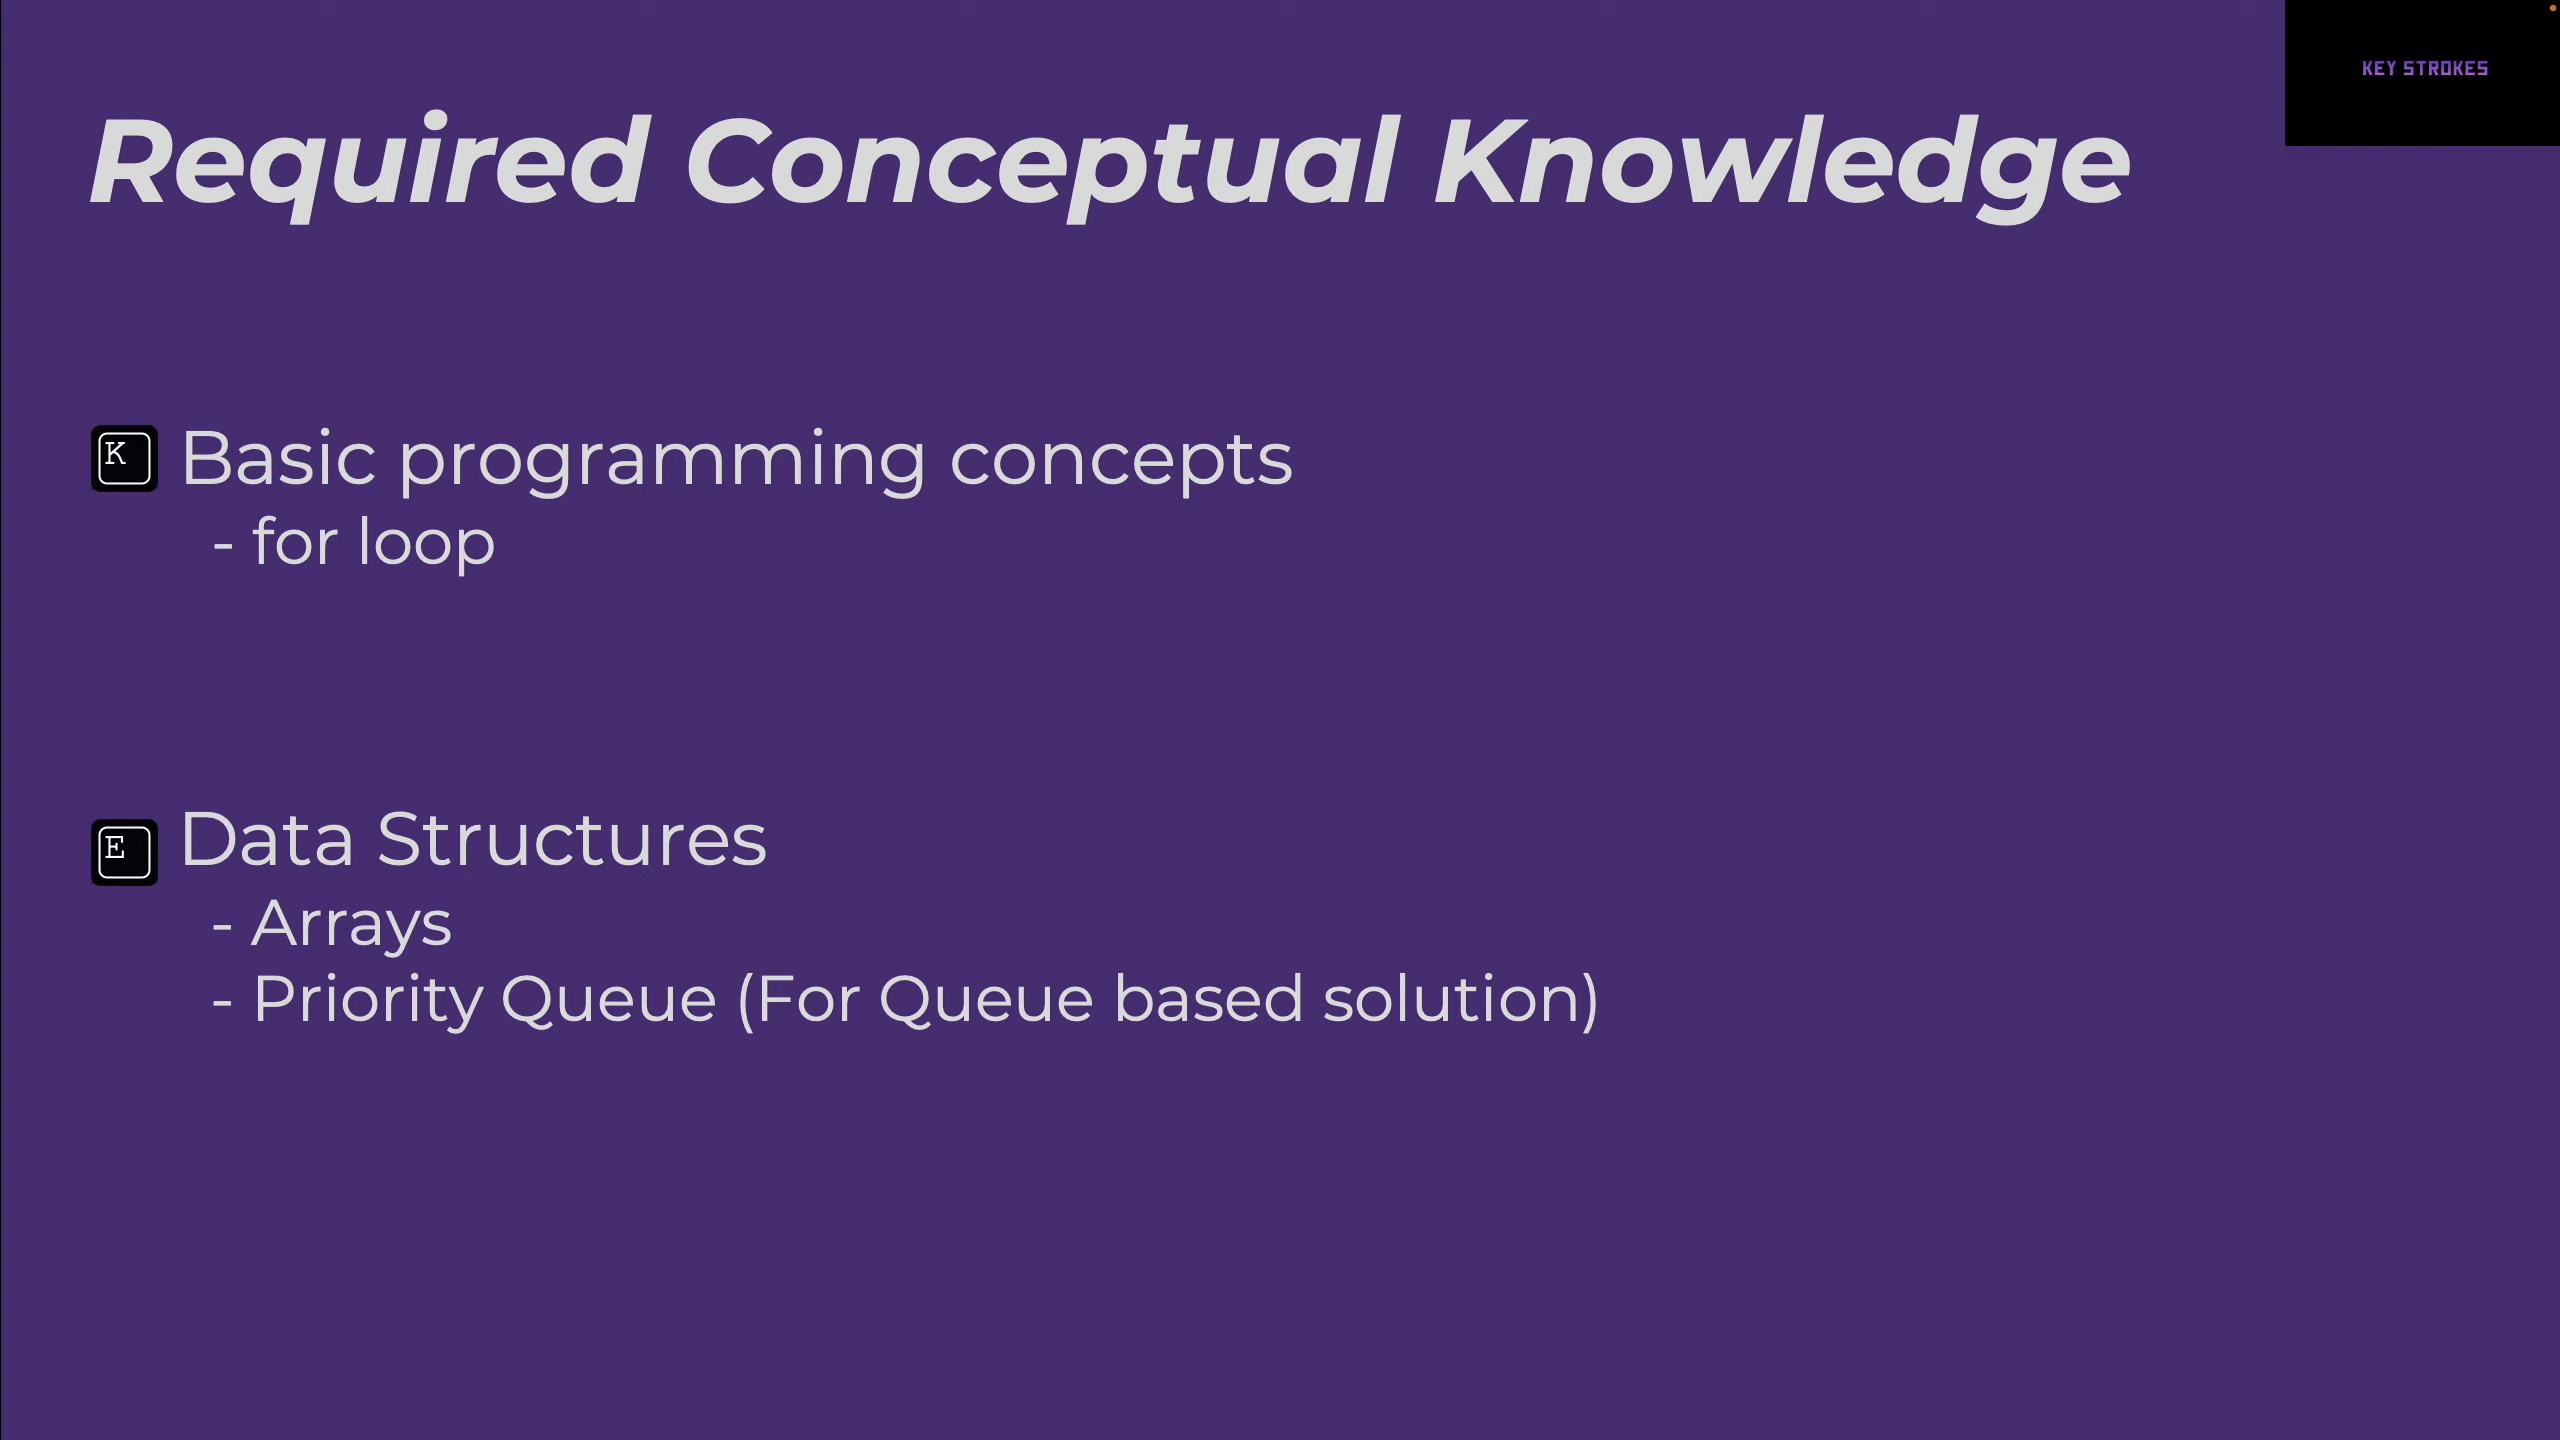 KEY STROKES
Required Conceptual Knowledge
K Basic programming concepts
- for loop
E Data Structures
- Arrays
- Priority Queue (For Queue based solution)